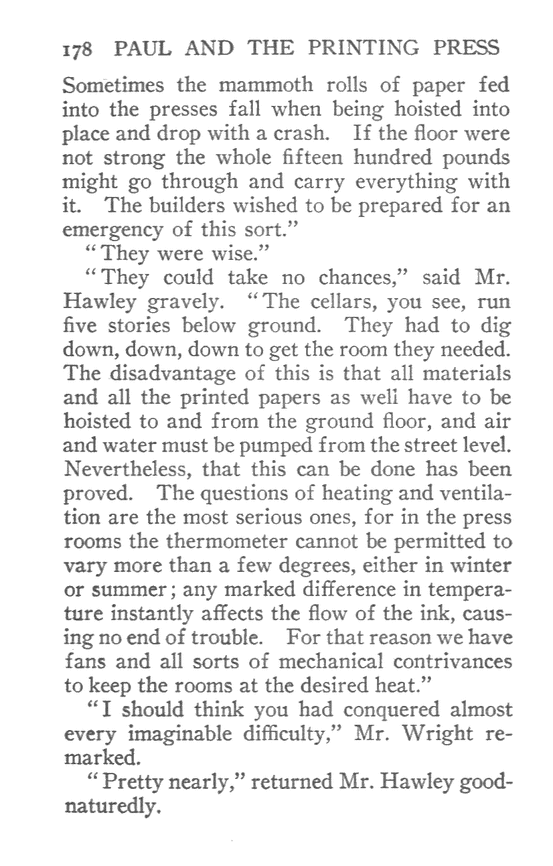 178 PAUL AND THE PRINTING PRESS
Sometimes the mammoth rolls of paper fed
into the presses fall when being hoisted into
place and drop with a crash. If the floor were
not strong the whole fifteen hundred pounds
might go through and carry everything with
it. The builders wished to be prepared for an
emergency of this sort.”
“They were wise.”
“They could take no chances,” said Mr.
Hawley gravely. “The cellars, you see, run
five stories below ground. They had to dig
down, down, down to get the room they needed.
The disadvantage of this is that all materials
and all the printed papers as well have to be
hoisted to and from the ground floor, and air
and water must be pumped from the street level.
Nevertheless, that this can be done has been
proved. The questions of heating and ventila-
tion are the most serious ones, for in the press
rooms the thermometer cannot be permitted to
vary more than a few degrees, either in winter
or summer; any marked difference in tempera-
ture instantly affects the flow of the ink, caus-
ing no end of trouble. For that reason we have
fans and all sorts of mechanical contrivances
to keep the rooms at the desired heat.”
“I should think you had conquered almost
every imaginable difficulty,” Mr. Wright re-
marked.
“Pretty nearly,” returned Mr. Hawley good-
naturedly.